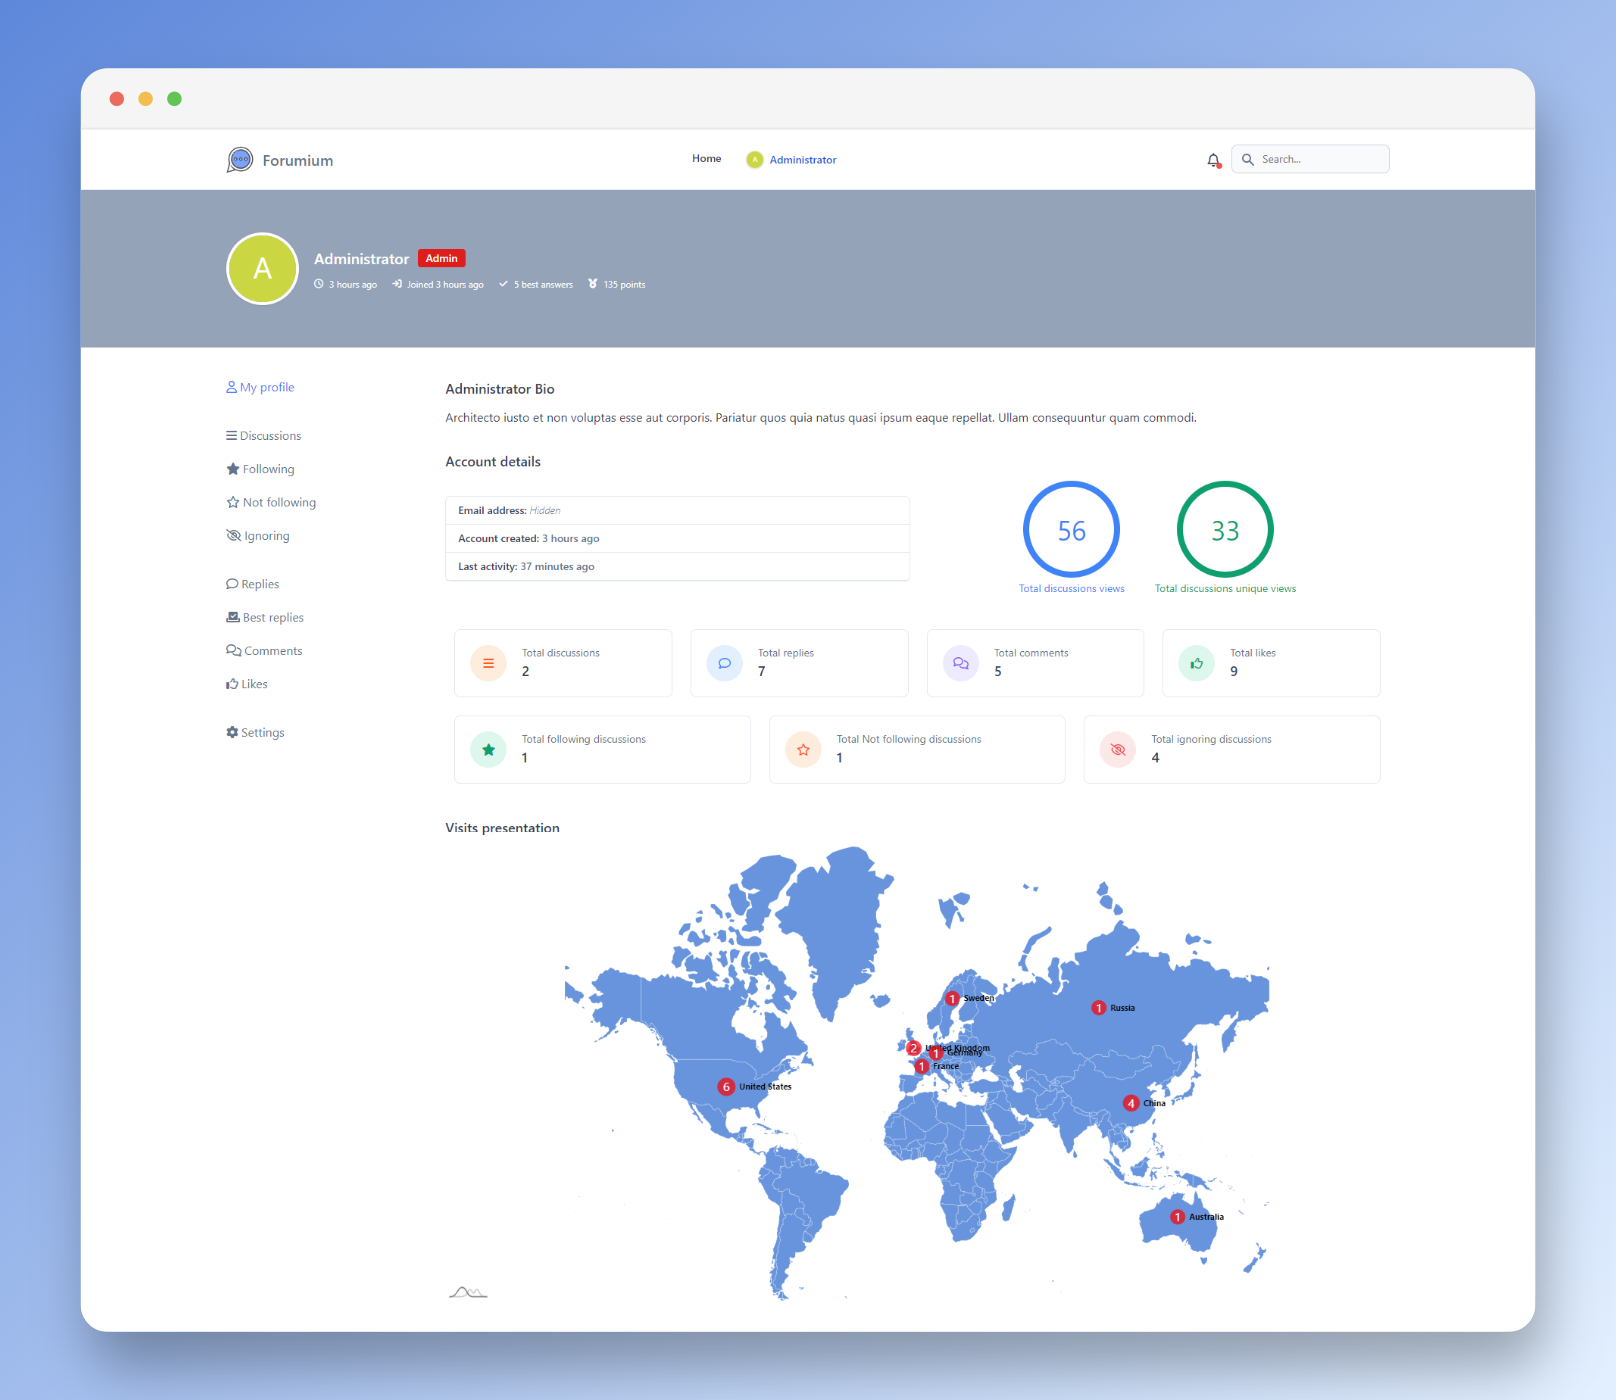 Forumium
Home
A
Administrator
Search...
A
Administrator
Admin
3 hours ago
Joined 3 hours ago
5 best answers
135 points
My profile
Discussions
Following
Not following
Ignoring
Replies
Best replies
Comments
Likes
Settings
Administrator Bio
Architecto iusto et non voluptas esse aut corporis. Pariatur quos quia natus quasi ipsum eaque repellat. Ullam consequuntur quam commodi.
Account details
Email address: Hidden
Account created: 3 hours ago
Last activity: 37 minutes ago
56
Total discussions views
33
Total discussions unique views
Total discussions
2
Total replies
7
Total comments
5
Total likes
9
Total following discussions
1
Total Not following discussions
1
Total ignoring discussions
4
Visits presentation
1 Sweden
1 Russia
2 United Kingdom
1 Germany
1 France
6 United States
4 China
1 Australia